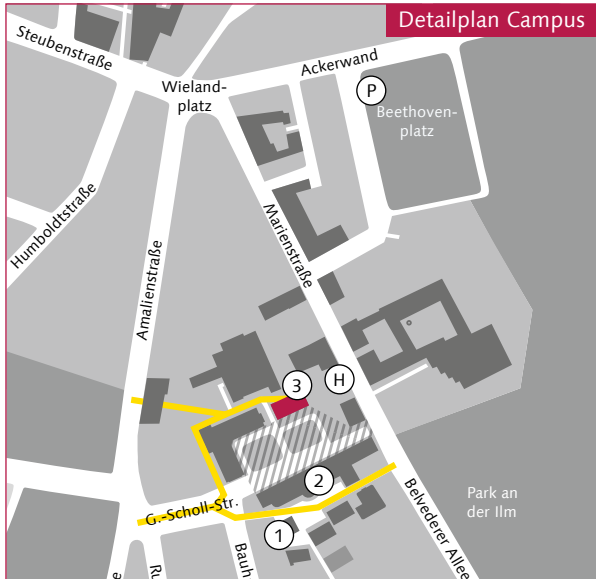 Detailplan Campus
Steubenstraße
Ackerwand
Wieland-
platz
P
Beethoven-
platz
Humboldtstraße
Marienstraße
Amalienstraße
3
H
2
G.-Scholl-Str.
1
Belvederer Allee
Park an
der Ilm
Bauh
Ru
e